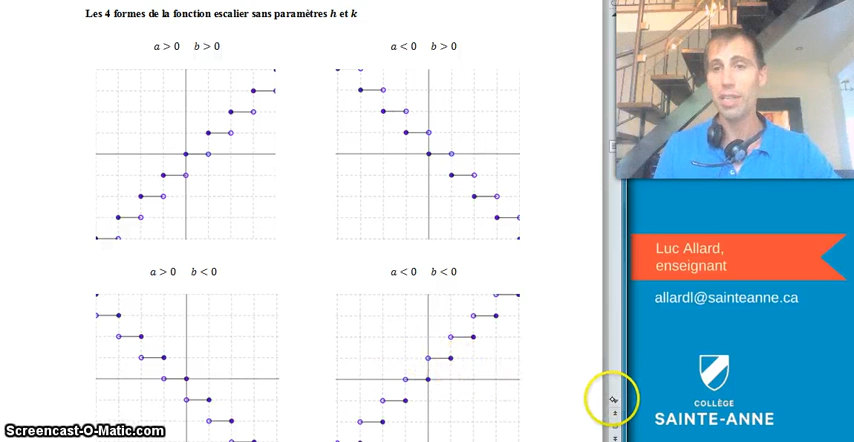 Les 4 formes de la fonction escalier sans paramètres h et k
a > 0 b > 0
a < 0 b > 0
a > 0 b < 0
a < 0 b < 0
Luc Allard,
enseignant
allardl@sainteanne.ca
COLLÈGE
SAINTE-ANNE
Screencast-O-Matic.com